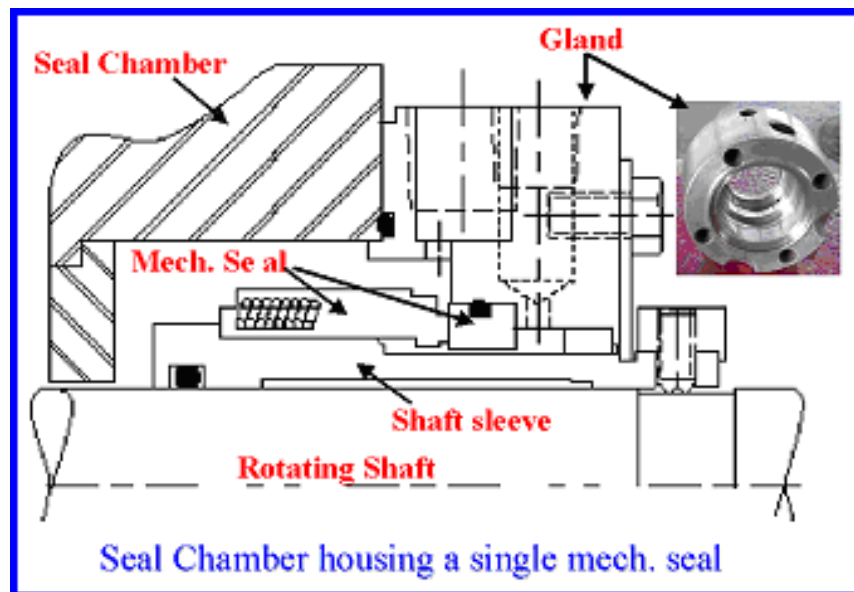 Gland
Seal Chamber
Mech. Se al
Shaft sleeve
Rotating Shaft
Seal Chamber housing a single mech. seal